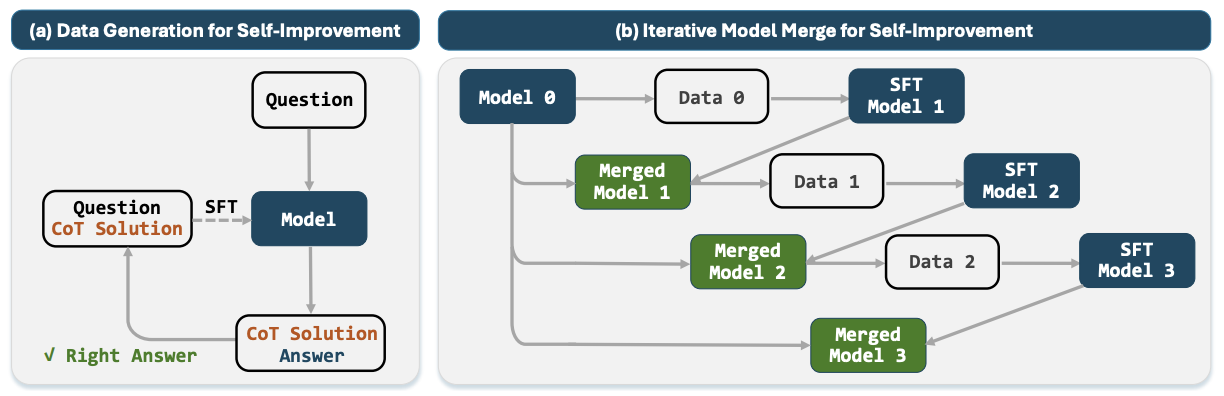 (a) Data Generation for Self-Improvement
Question
Question
CoT Solution
SFT
Model
CoT Solution
Answer
√ Right Answer
(b) Iterative Model Merge for Self-Improvement
Model 0
Data 0
SFT
Model 1
Merged
Model 1
Data 1
SFT
Model 2
Merged
Model 2
Data 2
SFT
Model 3
Merged
Model 3